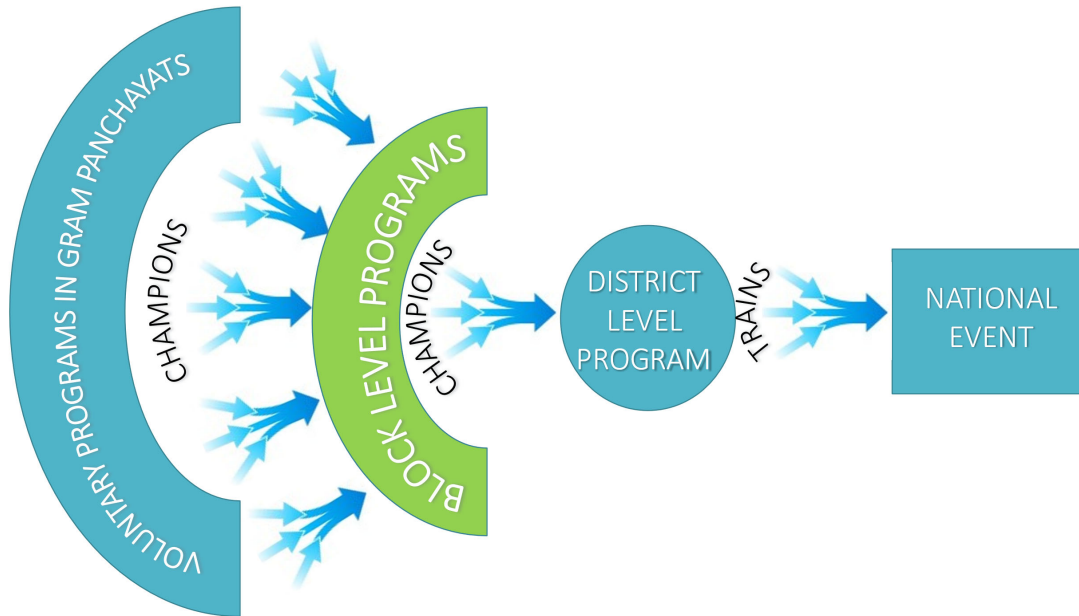 VOLUNTARY PROGRAMS IN GRAM PANCHAYATS
CHAMPIONS
BLOCK LEVEL PROGRAMS
CHAMPIONS
DISTRICT
LEVEL
PROGRAM
TRAINS
NATIONAL
EVENT